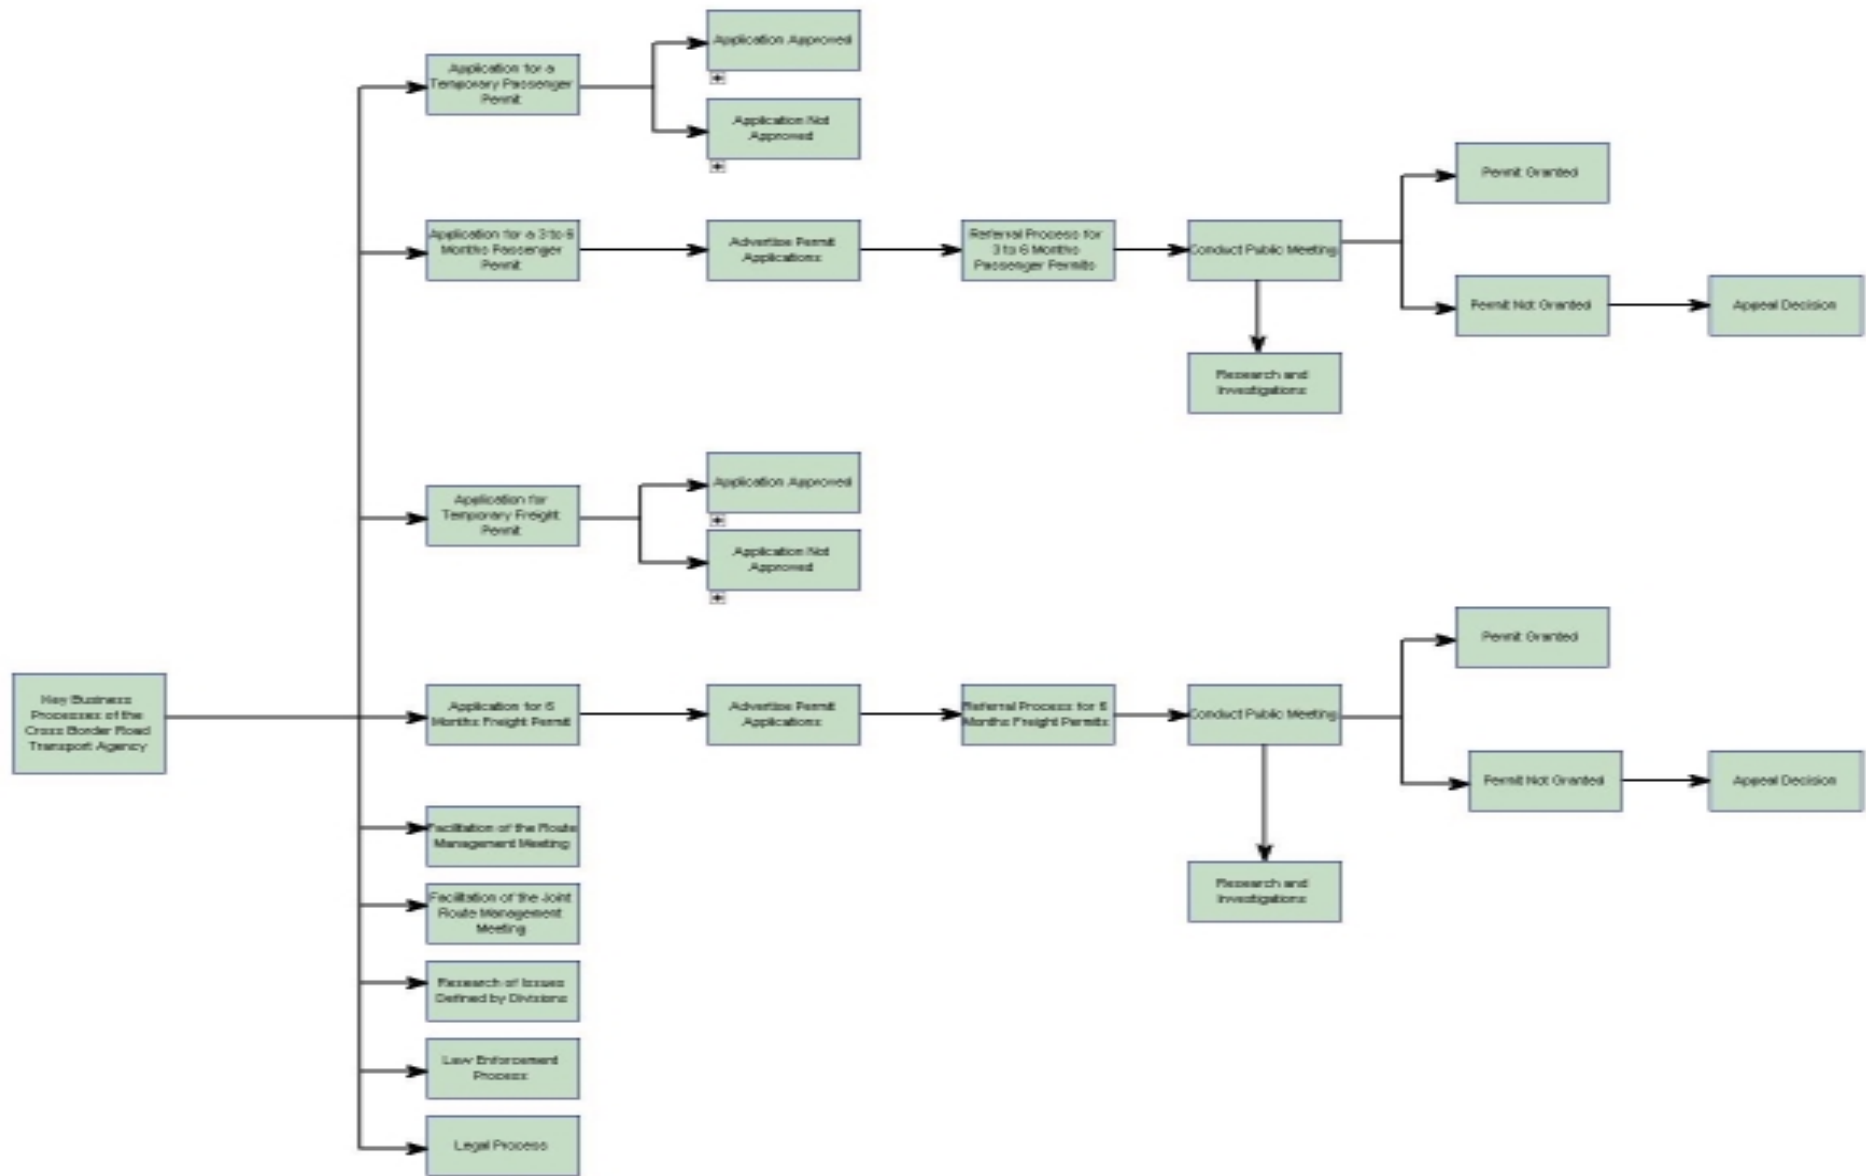 Application Approved
Application for a
Temporary Passenger
Permit
Application Not
Approved
Permit Granted
Application for a 3 to 6
Months Passenger
Permit
Advertise Permit
Applications
Referral Process for
3 to 6 Months
Passenger Permits
Conduct Public Meeting
Permit Not Granted
Appeal Decision
Research and
Investigations
Application Approved
Application for
Temporary Freight
Permit
Application Not
Approved
Permit Granted
Key Business
Processes of the
Cross Border Road
Transport Agency
Application for 6
Months Freight Permit
Advertise Permit
Applications
Referral Process for 6
Months Freight Permits
Conduct Public Meeting
Permit Not Granted
Appeal Decision
Facilitation of the Route
Management Meeting
Research and
Investigations
Facilitation of the Joint
Route Management
Meeting
Research of Issues
Defined by Divisions
Law Enforcement
Process
Legal Process